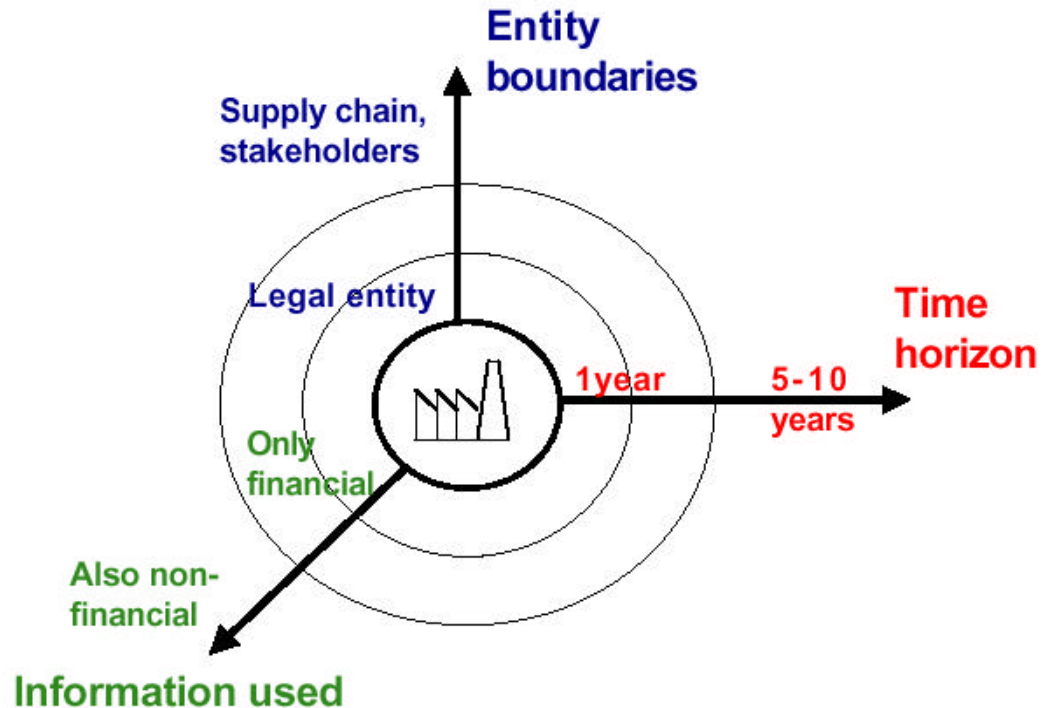 Entity
boundaries
Supply chain,
stakeholders
Legal entity
Time
horizon
1year
5-10
years
Only
financial
Also non-
financial
Information used